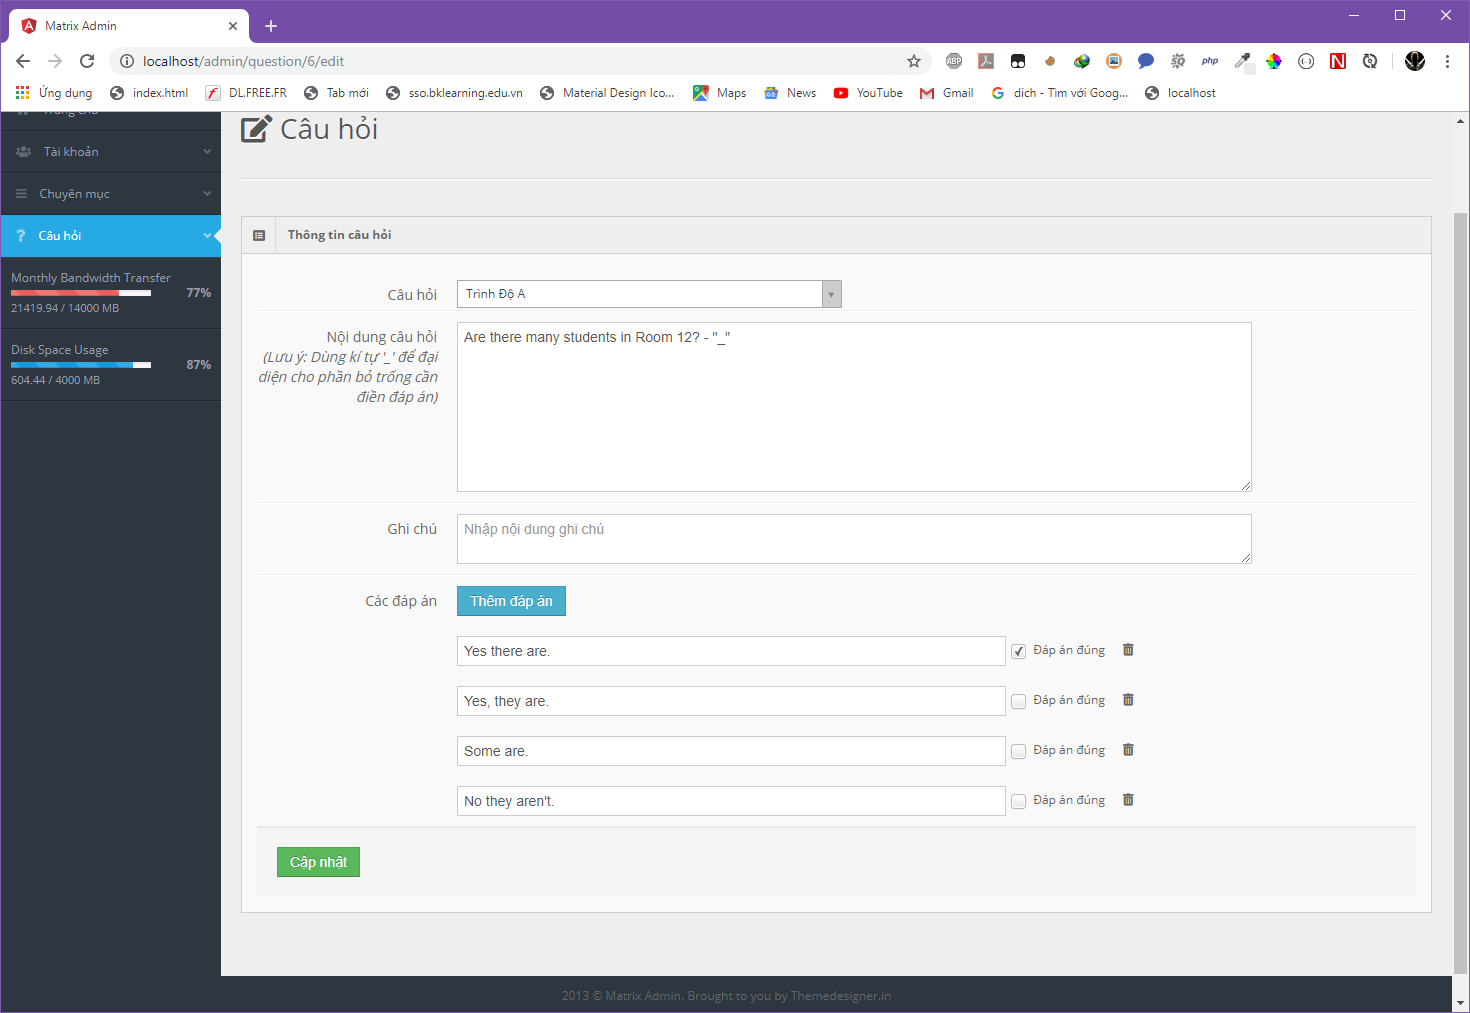 Matrix Admin
localhost/admin/question/6/edit
ABP
php
Ứng dụng
index.html
DL.FREE.FR
Tab mới
sso.bklearning.edu.vn
Material Design Ico...
Maps
News
YouTube
Gmail
dich - Tìm với Goog...
localhost
Trang chủ
Tài khoản
Chuyên mục
? Câu hỏi
Monthly Bandwidth Transfer
77%
21419.94 / 14000 MB
Disk Space Usage
87%
604.44 / 4000 MB
Câu hỏi
Thông tin câu hỏi
Câu hỏi
Trình Độ A
Nội dung câu hỏi
(Lưu ý: Dùng kí tự '_' để đại
diện cho phần bỏ trống cần
điền đáp án)
Are there many students in Room 12? - "_"
Ghi chú
Nhập nội dung ghi chú
Các đáp án
Thêm đáp án
Yes there are.
Đáp án đúng
Yes, they are.
Đáp án đúng
Some are.
Đáp án đúng
No they aren't.
Đáp án đúng
Cập nhật
2013 © Matrix Admin. Brought to you by Themedesigner.in